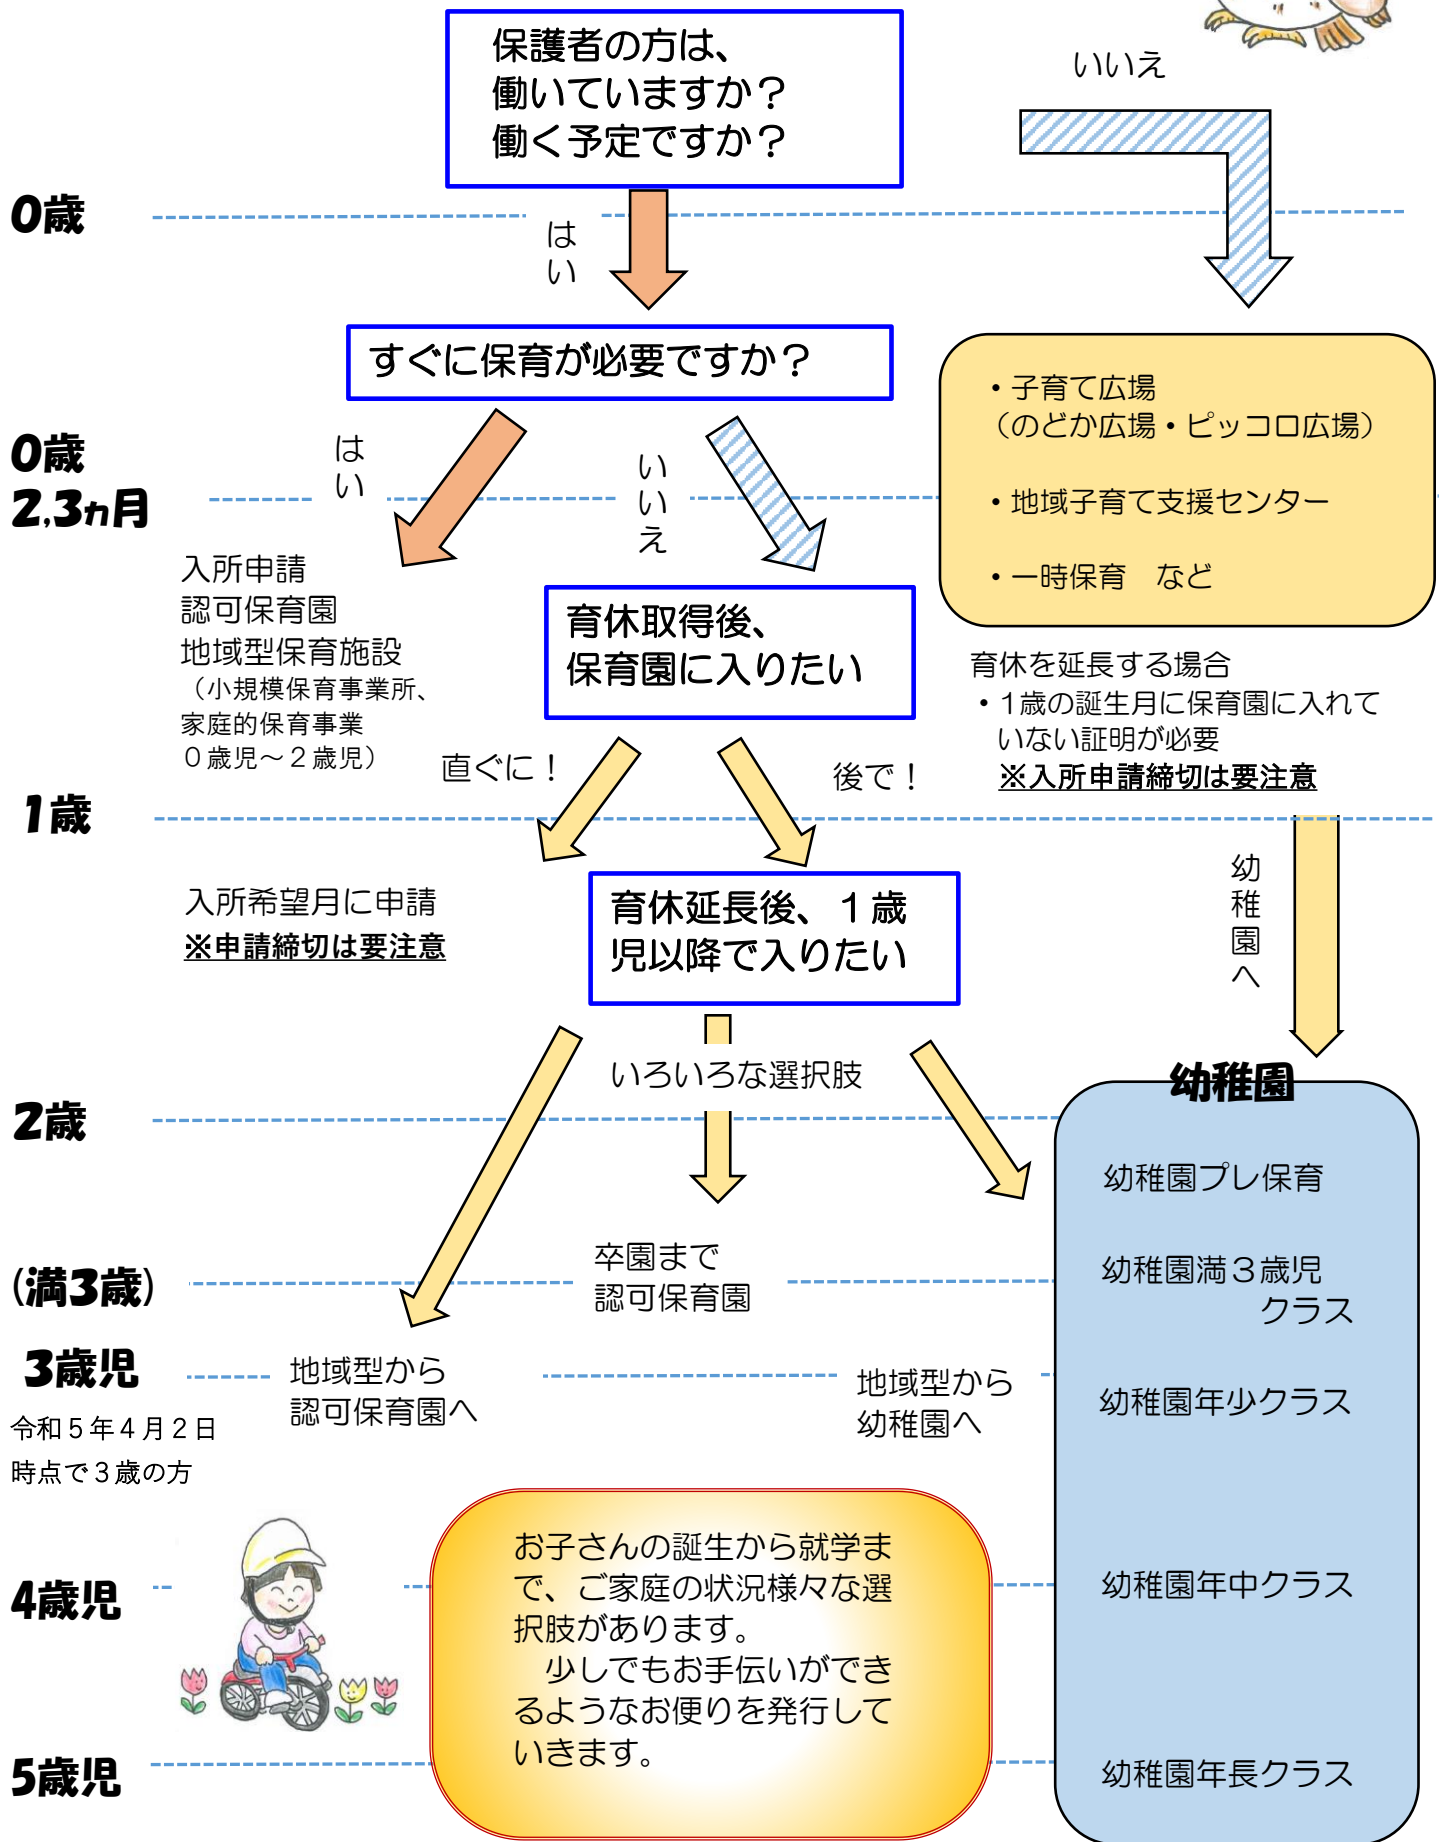 保護者の方は、
働いていますか？
働く予定ですか？
いいえ
0歳
はい
すぐに保育が必要ですか？
・子育て広場
（のどか広場・ピッコロ広場）
・地域子育て支援センター
・一時保育　など
0歳
2,3ヵ月
はい
いいえ
入所申請
認可保育園
地域型保育施設
（小規模保育事業所、
家庭的保育事業
０歳児～２歳児）
育休取得後、
保育園に入りたい
育休を延長する場合
・1歳の誕生月に保育園に入れて
いない証明が必要
※入所申請締切は要注意
直ぐに！
後で！
1歳
入所希望月に申請
※申請締切は要注意
育休延長後、１歳
児以降で入りたい
幼稚園へ
いろいろな選択肢
2歳
幼稚園
幼稚園プレ保育
(満3歳)
卒園まで
認可保育園
幼稚園満３歳児
クラス
3歳児
令和５年４月２日
時点で３歳の方
地域型から
認可保育園へ
地域型から
幼稚園へ
幼稚園年少クラス
4歳児
お子さんの誕生から就学ま
で、ご家庭の状況様々な選
択肢があります。
　少しでもお手伝いができ
るようなお便りを発行して
いきます。
幼稚園年中クラス
5歳児
幼稚園年長クラス